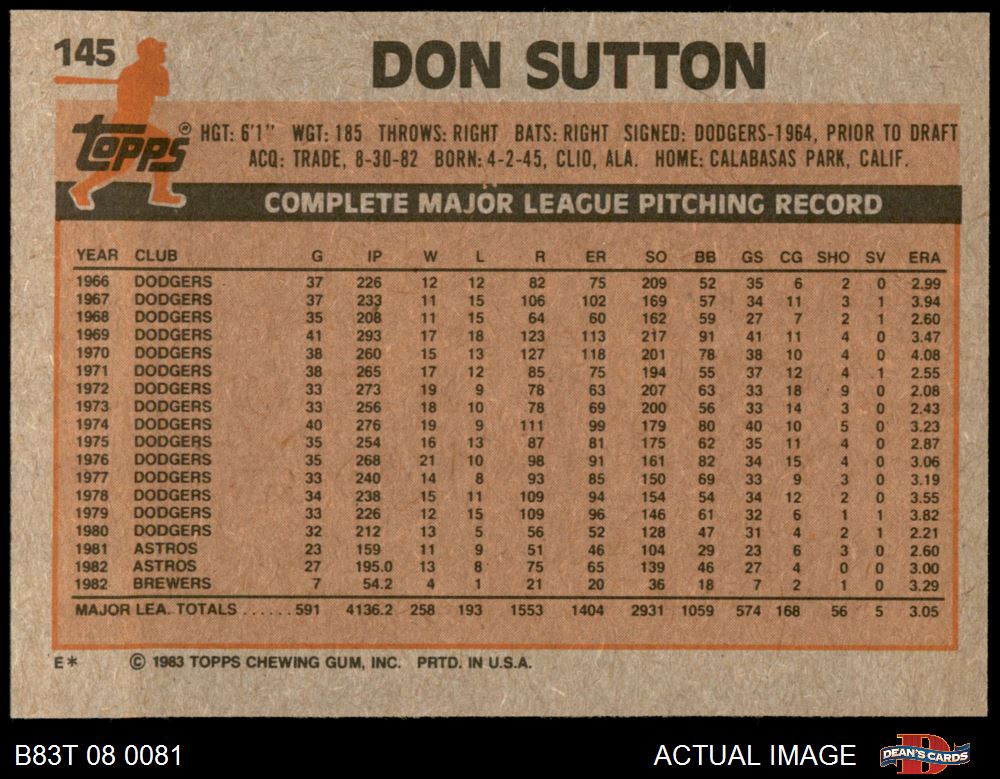 145
DON SUTTON
topps®
HGT: 6'1" WGT: 185 THROWS: RIGHT BATS: RIGHT SIGNED: DODGERS-1964, PRIOR TO DRAFT
ACQ: TRADE, 8-30-82 BORN: 4-2-45, CLIO, ALA. HOME: CALABASAS PARK, CALIF.
COMPLETE MAJOR LEAGUE PITCHING RECORD
YEAR CLUB G IP W L R ER SO BB GS CG SHO SV ERA
1966 DODGERS 37 226 12 12 82 75 209 52 35 6 2 0 2.99
1967 DODGERS 37 233 11 15 106 102 169 57 34 11 3 1 3.94
1968 DODGERS 35 208 11 15 64 60 162 59 27 7 2 1 2.60
1969 DODGERS 41 293 17 18 123 113 217 91 41 11 4 0 3.47
1970 DODGERS 38 260 15 13 127 118 201 78 38 10 4 0 4.08
1971 DODGERS 38 265 17 12 85 75 194 55 37 12 4 1 2.55
1972 DODGERS 33 273 19 9 78 63 207 63 33 18 9 0 2.08
1973 DODGERS 33 256 18 10 78 69 200 56 33 14 3 0 2.43
1974 DODGERS 40 276 19 9 111 99 179 80 40 10 5 0 3.23
1975 DODGERS 35 254 16 13 87 81 175 62 35 11 4 0 2.87
1976 DODGERS 35 268 21 10 98 91 161 82 34 15 4 0 3.06
1977 DODGERS 33 240 14 8 93 85 150 69 33 9 3 0 3.19
1978 DODGERS 34 238 15 11 109 94 154 54 34 12 2 0 3.55
1979 DODGERS 33 226 12 15 109 96 146 61 32 6 1 1 3.82
1980 DODGERS 32 212 13 5 56 52 128 47 31 4 2 1 2.21
1981 ASTROS 23 159 11 9 51 46 104 29 23 6 3 0 2.60
1982 ASTROS 27 195.0 13 8 75 65 139 46 27 4 0 0 3.00
1982 BREWERS 7 54.2 4 1 21 20 36 18 7 2 1 0 3.29
MAJOR LEA. TOTALS ...... 591 4136.2 258 193 1553 1404 2931 1059 574 168 56 5 3.05
E* © 1983 TOPPS CHEWING GUM, INC. PRTD. IN U.S.A.
B83T 08 0081 ACTUAL IMAGE DEAN'S CARDS